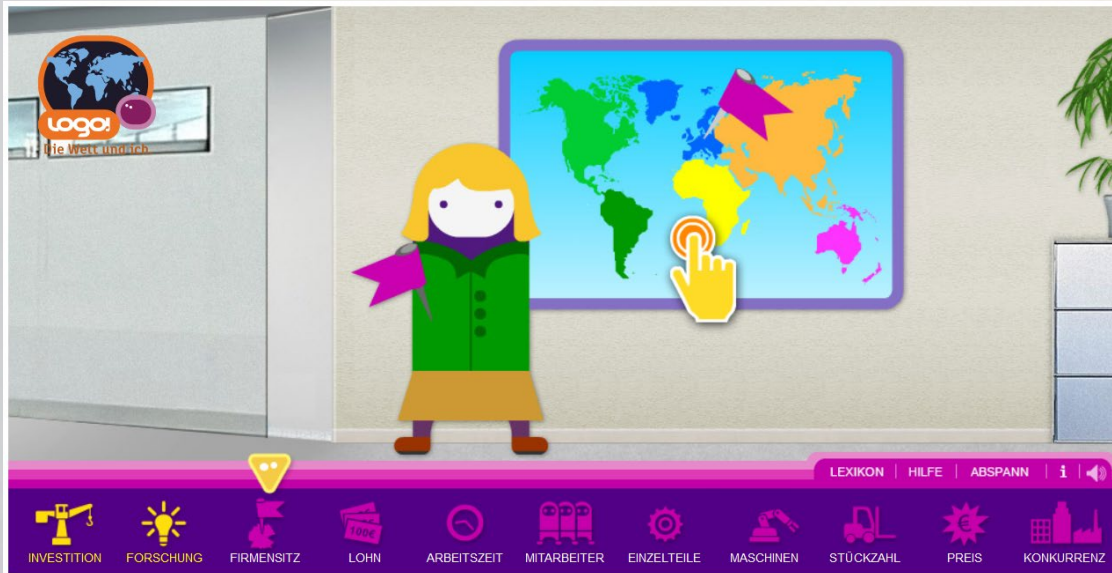 LOGO!
Die Welt und ich
LEXIKON | HILFE | ABSPANN | i |
100€
€
INVESTITION
FORSCHUNG
FIRMENSITZ
LOHN
ARBEITSZEIT
MITARBEITER
EINZELTEILE
MASCHINEN
STÜCKZAHL
PREIS
KONKURRENZ